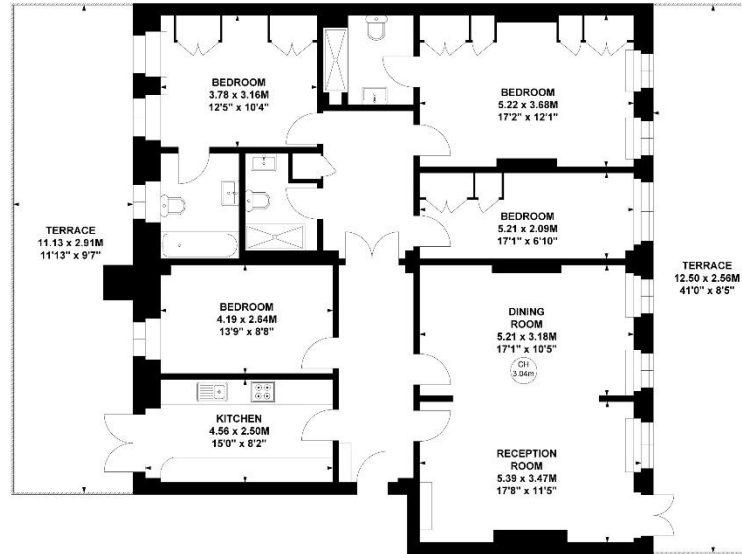 BEDROOM
3.78 x 3.16M
12'5" x 10'4"
BEDROOM
5.22 x 3.68M
17'2" x 12'1"
BEDROOM
5.21 x 2.09M
17'1" x 6'10"
TERRACE
11.13 x 2.91M
11'13" x 9'7"
TERRACE
12.50 x 2.56M
41'0" x 8'5"
BEDROOM
4.19 x 2.64M
13'9" x 8'8"
DINING
ROOM
5.21 x 3.18M
17'1" x 10'5"
CH
3.04m
KITCHEN
4.56 x 2.50M
15'0" x 8'2"
RECEPTION
ROOM
5.39 x 3.47M
17'8" x 11'5"